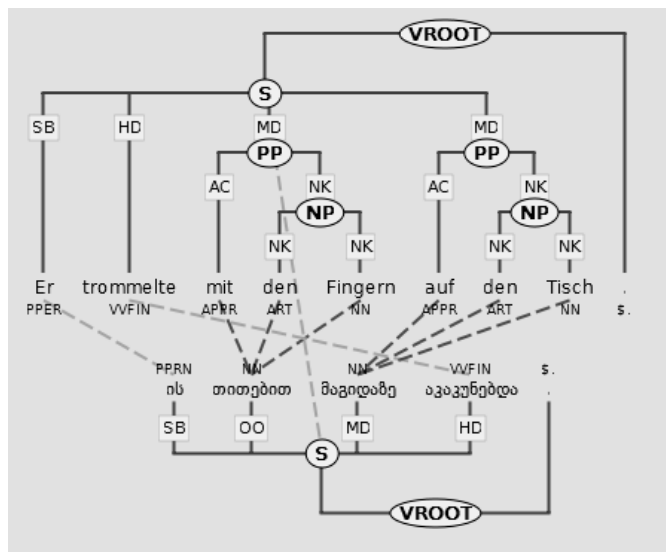 VROOT
S
SB HD MD MD
PP PP
AC NK AC NK
NP NP
NK NK NK NK
Er trommelte mit den Fingern auf den Tisch .
PPER VVFIN APPR ART NN APPR ART NN $.
PPRN NN NN VVFIN $.
ის თითებით მაგიდაზე აკაკუნებდა .
SB OO MD HD
S
VROOT